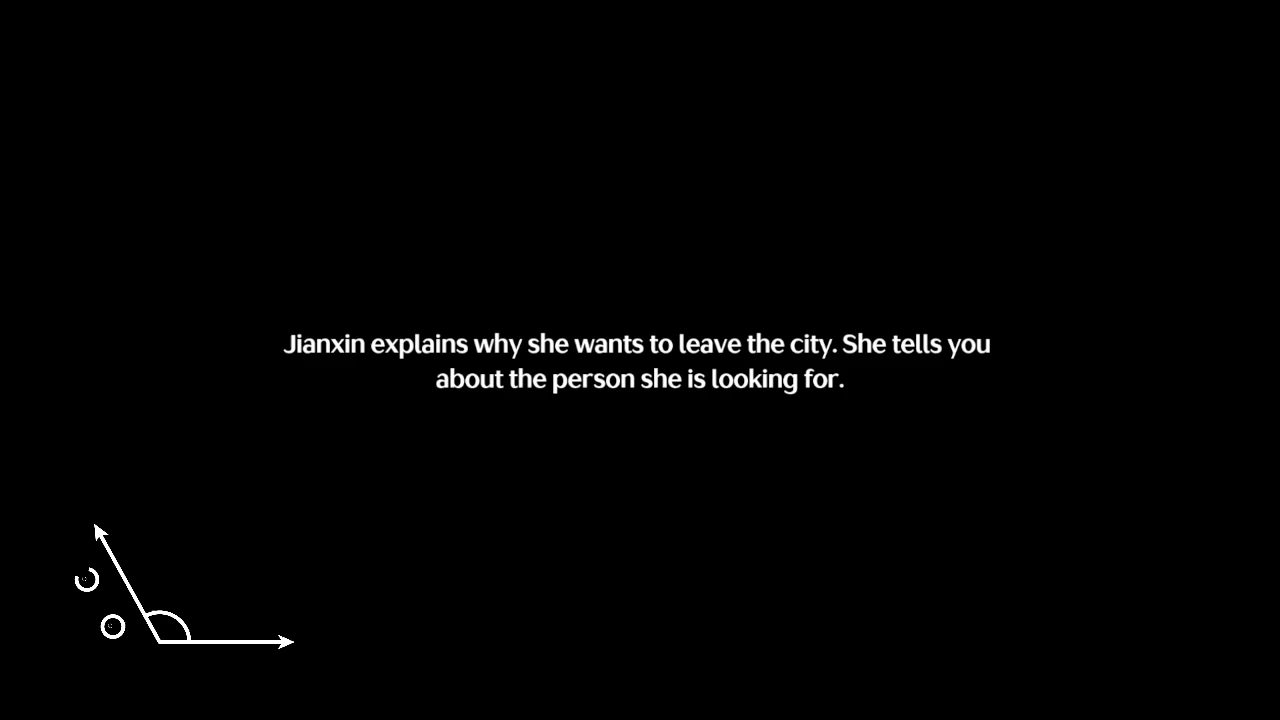 Jianxin explains why she wants to leave the city. She tells you
about the person she is looking for.